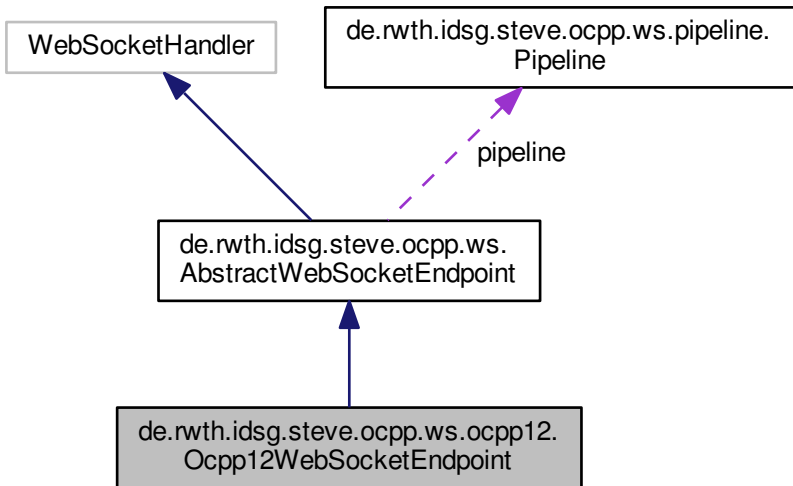 WebSocketHandler
de.rwth.idsg.steve.ocpp.ws.pipeline.
Pipeline
pipeline
de.rwth.idsg.steve.ocpp.ws.
AbstractWebSocketEndpoint
de.rwth.idsg.steve.ocpp.ws.ocpp12.
Ocpp12WebSocketEndpoint